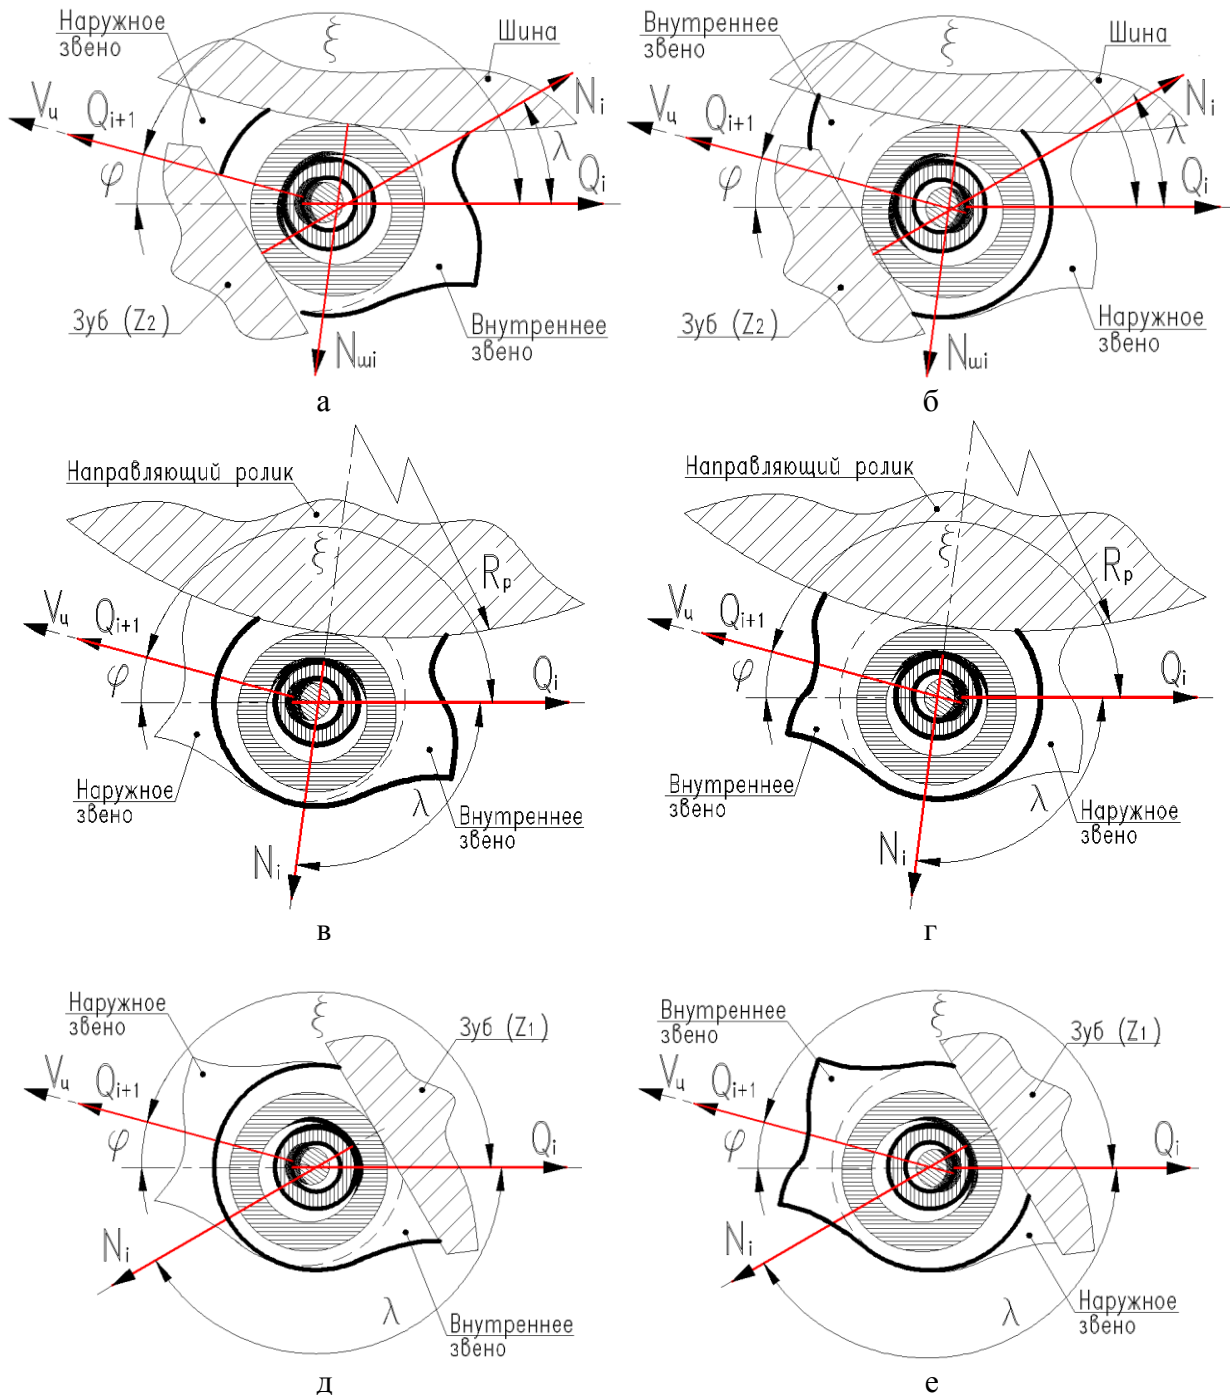 Наружное
звено
ξ
Шина
Vц
Qi+1
Ni
λ
φ
Qi
Зуб (Z2)
Внутреннее
звено
Nшi
а
Внутреннее
звено
ξ
Шина
Vц
Qi+1
Ni
λ
φ
Qi
Зуб (Z2)
Наружное
звено
Nшi
б
Направляющий ролик
ξ
Rр
Vц
Qi+1
φ
Qi
Наружное
звено
λ
Внутреннее
звено
Ni
в
Направляющий ролик
ξ
Rр
Vц
Qi+1
φ
Qi
Внутреннее
звено
λ
Наружное
звено
Ni
г
Наружное
звено
ξ
Зуб (Z1)
Vц
Qi+1
φ
Qi
Ni
λ
Внутреннее
звено
д
Внутреннее
звено
ξ
Зуб (Z1)
Vц
Qi+1
φ
Qi
Ni
λ
Наружное
звено
е